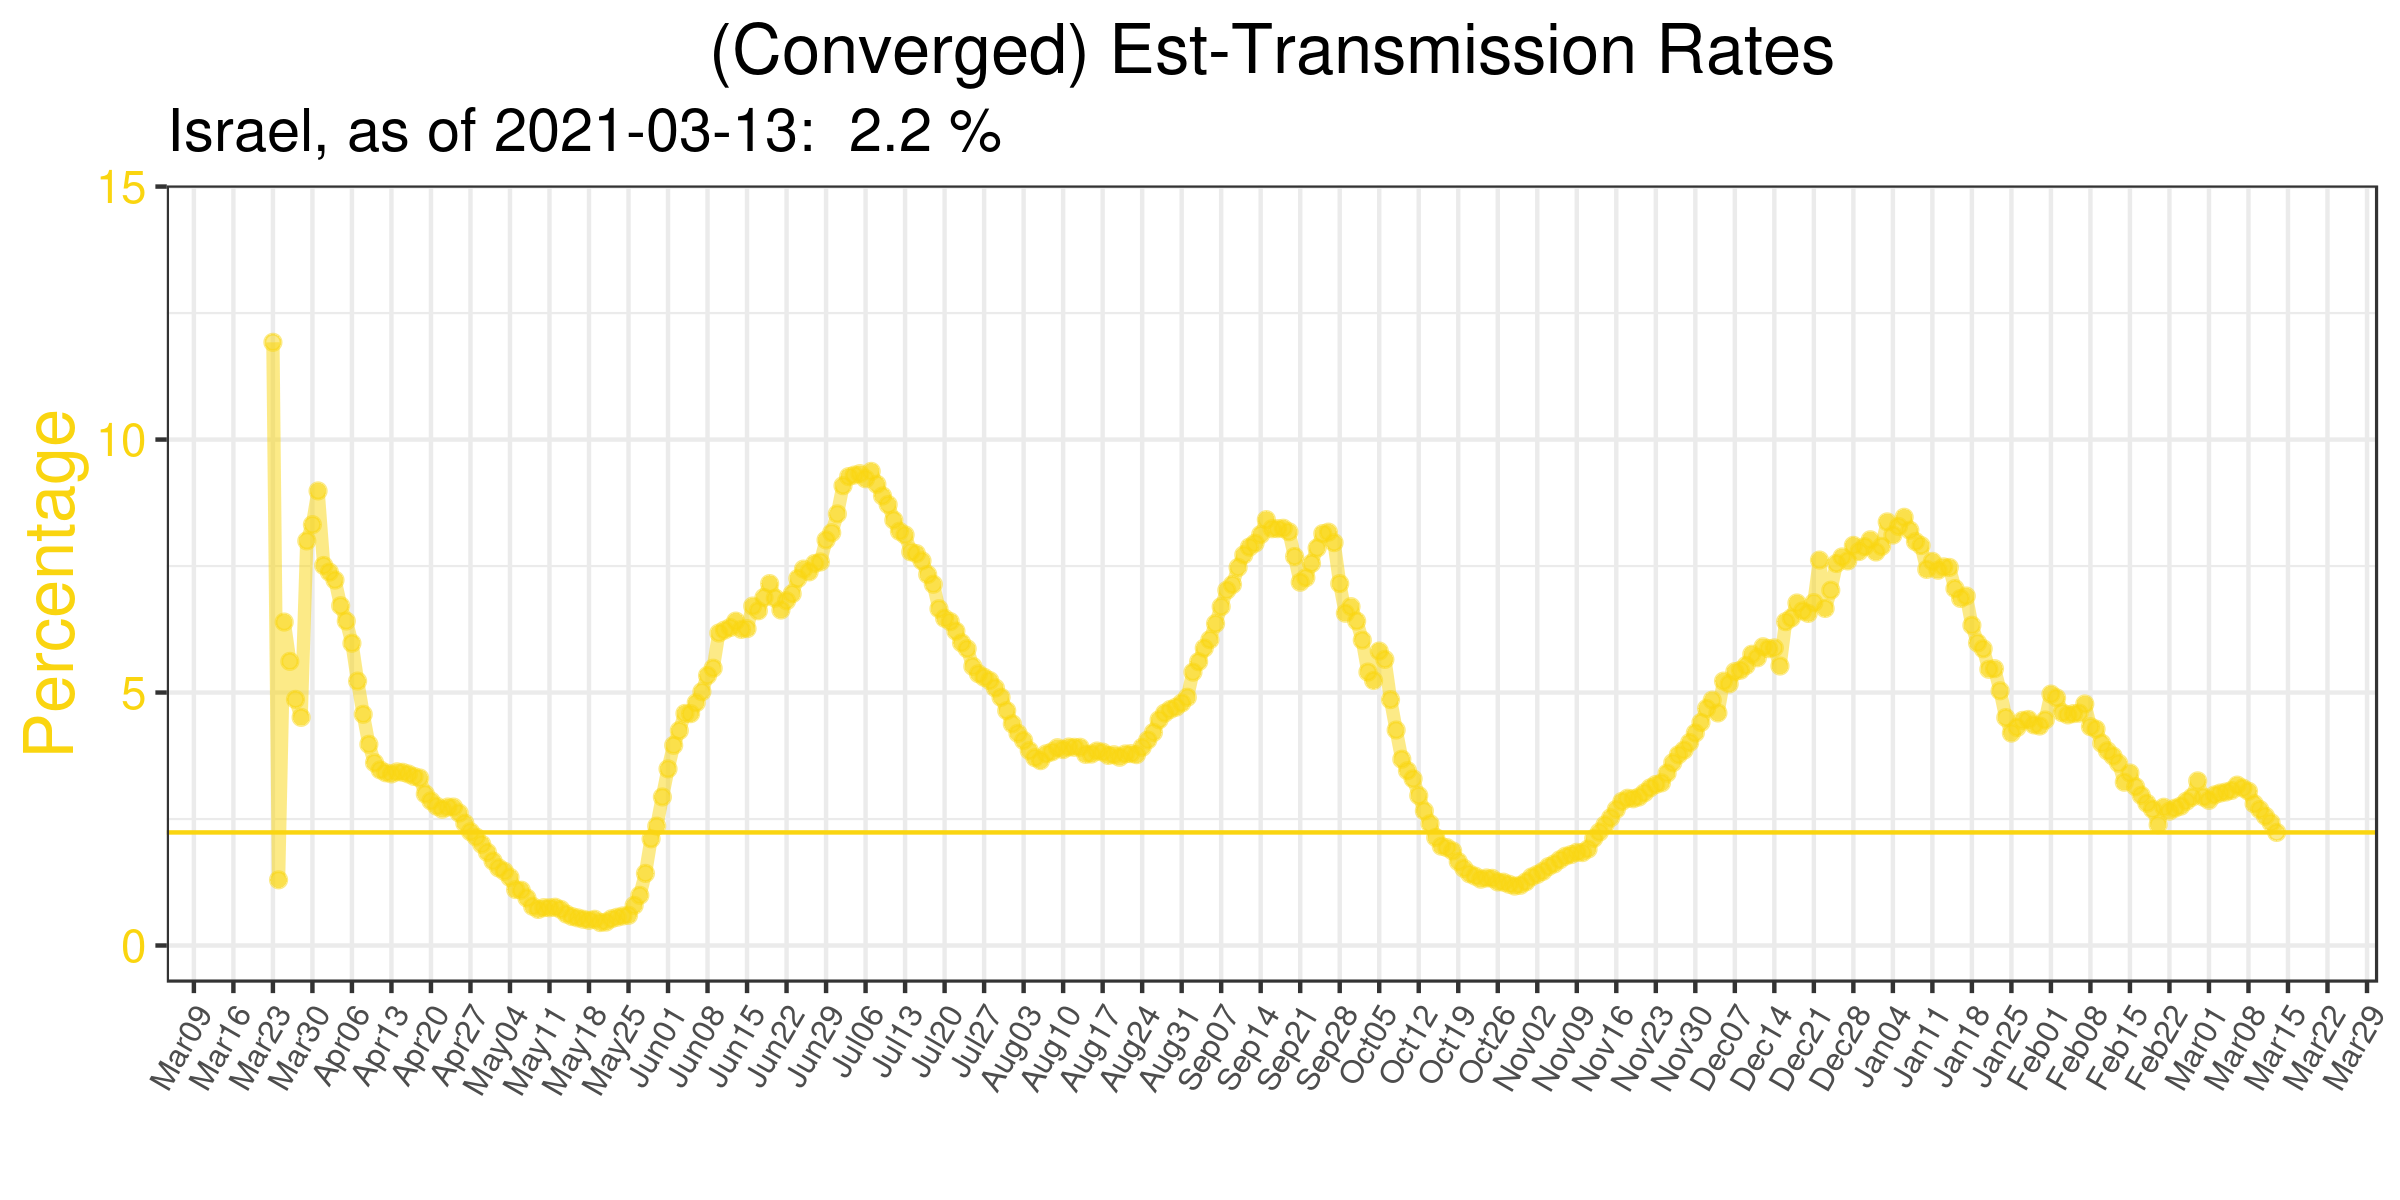 (Converged) Est-Transmission Rates
Israel, as of 2021-03-13:  2.2 %
Percentage
15
10
5
0
Mar09
Mar16
Mar23
Mar30
Apr06
Apr13
Apr20
Apr27
May04
May11
May18
May25
Jun01
Jun08
Jun15
Jun22
Jun29
Jul06
Jul13
Jul20
Jul27
Aug03
Aug10
Aug17
Aug24
Aug31
Sep07
Sep14
Sep21
Sep28
Oct05
Oct12
Oct19
Oct26
Nov02
Nov09
Nov16
Nov23
Nov30
Dec07
Dec14
Dec21
Dec28
Jan04
Jan11
Jan18
Jan25
Feb01
Feb08
Feb15
Feb22
Mar01
Mar08
Mar15
Mar22
Mar29